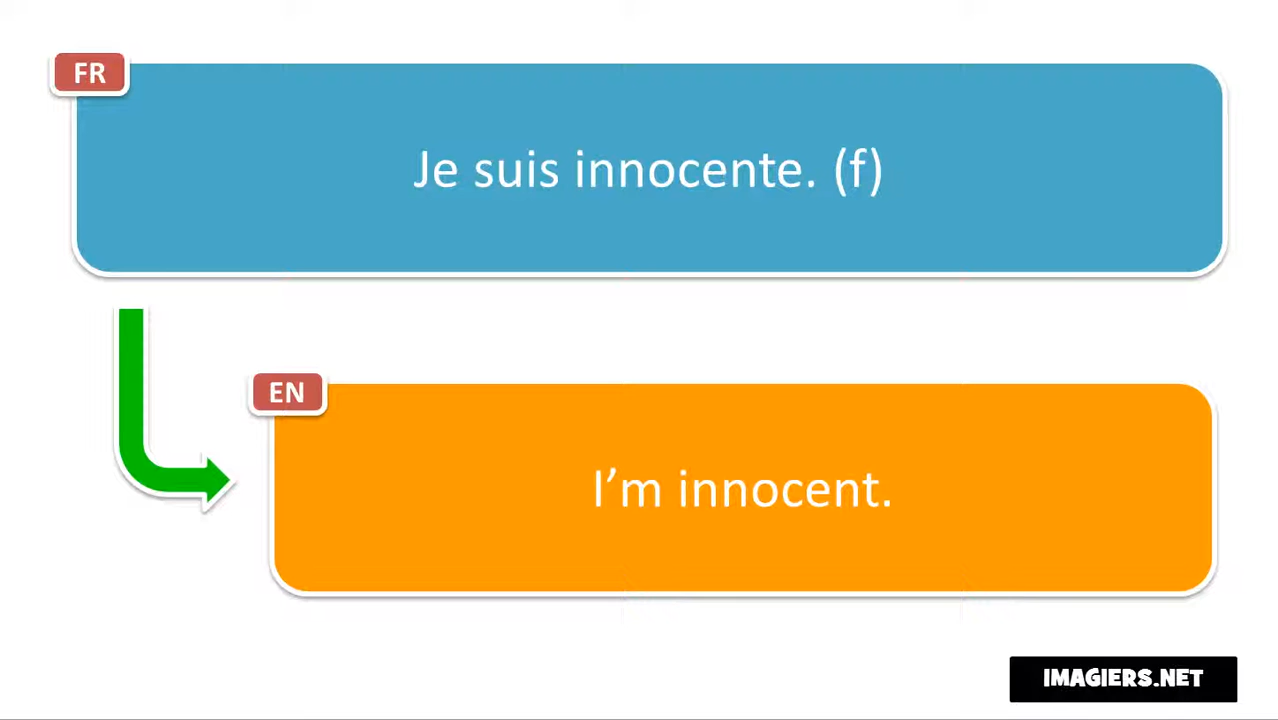 FR
Je suis innocente. (f)
EN
I’m innocent.
IMAGIERS.NET